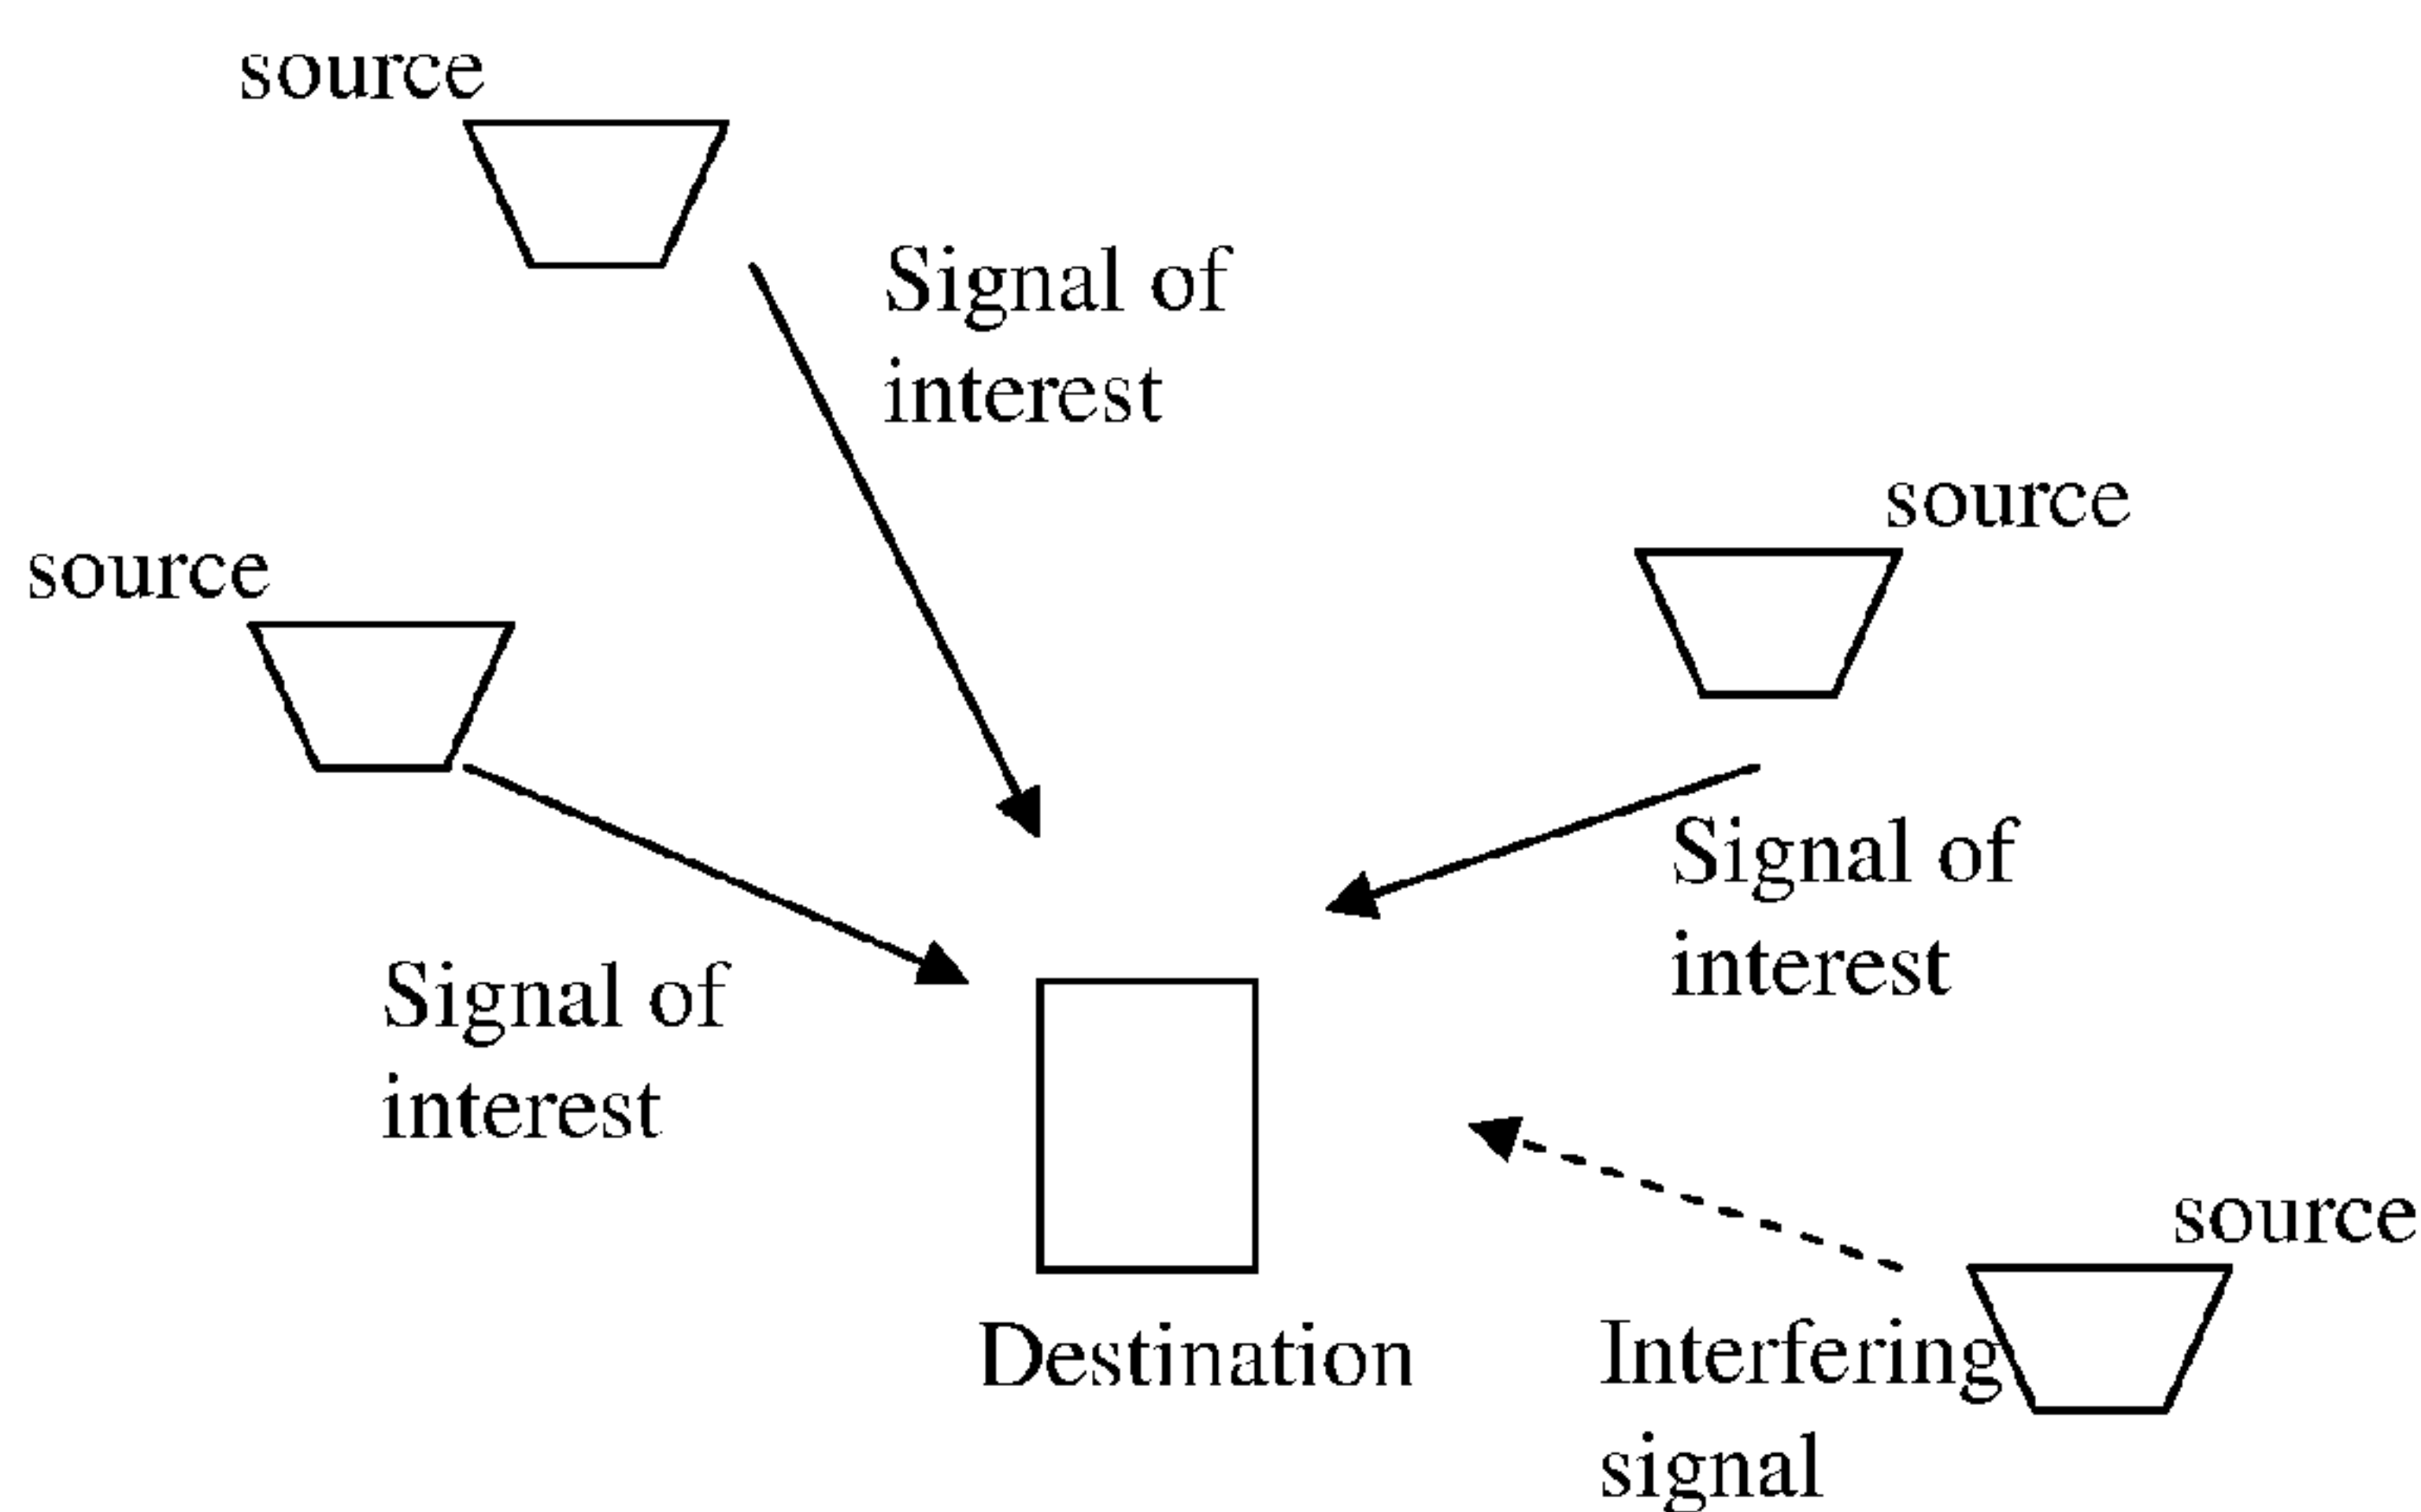 source
Signal of
interest
source
source
Signal of
interest
Signal of
interest
source
Destination
Interfering
signal